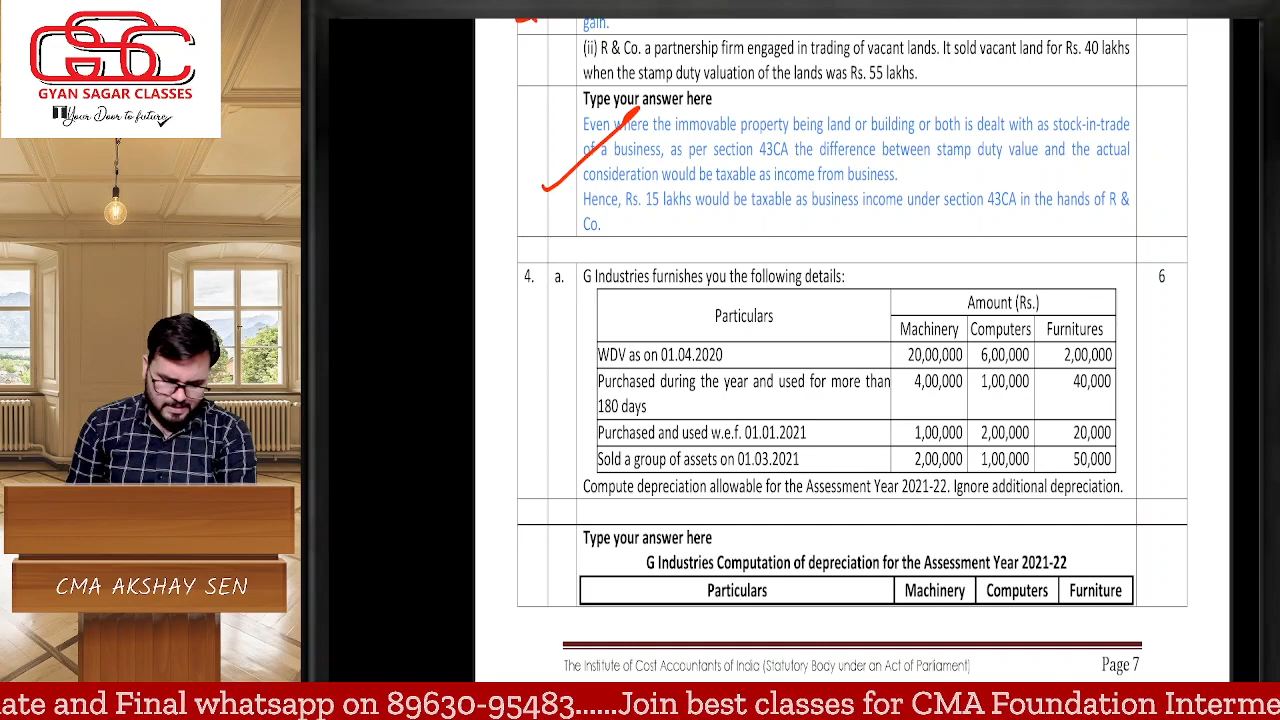 GSC
GYAN SAGAR CLASSES
Your Door to future
gain.
(ii) R & Co. a partnership firm engaged in trading of vacant lands. It sold vacant land for Rs. 40 lakhs
when the stamp duty valuation of the lands was Rs. 55 lakhs.
Type your answer here
Even where the immovable property being land or building or both is dealt with as stock-in-trade
of a business, as per section 43CA the difference between stamp duty value and the actual
consideration would be taxable as income from business.
Hence, Rs. 15 lakhs would be taxable as business income under section 43CA in the hands of R &
Co.
4. a. G Industries furnishes you the following details: 6
Particulars Amount (Rs.)
Machinery Computers Furnitures
WDV as on 01.04.2020 20,00,000 6,00,000 2,00,000
Purchased during the year and used for more than 4,00,000 1,00,000 40,000
180 days
Purchased and used w.e.f. 01.01.2021 1,00,000 2,00,000 20,000
Sold a group of assets on 01.03.2021 2,00,000 1,00,000 50,000
Compute depreciation allowable for the Assessment Year 2021-22. Ignore additional depreciation.
Type your answer here
G Industries Computation of depreciation for the Assessment Year 2021-22
Particulars Machinery Computers Furniture
The Institute of Cost Accountants of India (Statutory Body under an Act of Parliament) Page 7
CMA AKSHAY SEN
ate and Final whatsapp on 89630-95483......Join best classes for CMA Foundation Interme